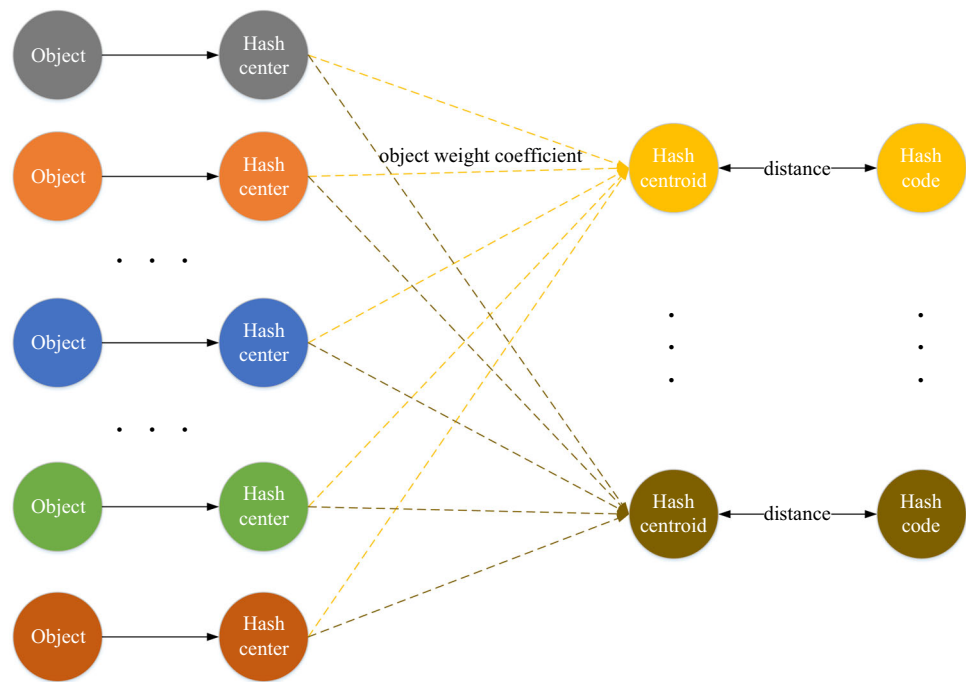 Object
Hash
center
Object
Hash
center
object weight coefficient
Hash
centroid
distance
Hash
code
. . .
Object
Hash
center
. . .
Object
Hash
center
Hash
centroid
distance
Hash
code
Object
Hash
center